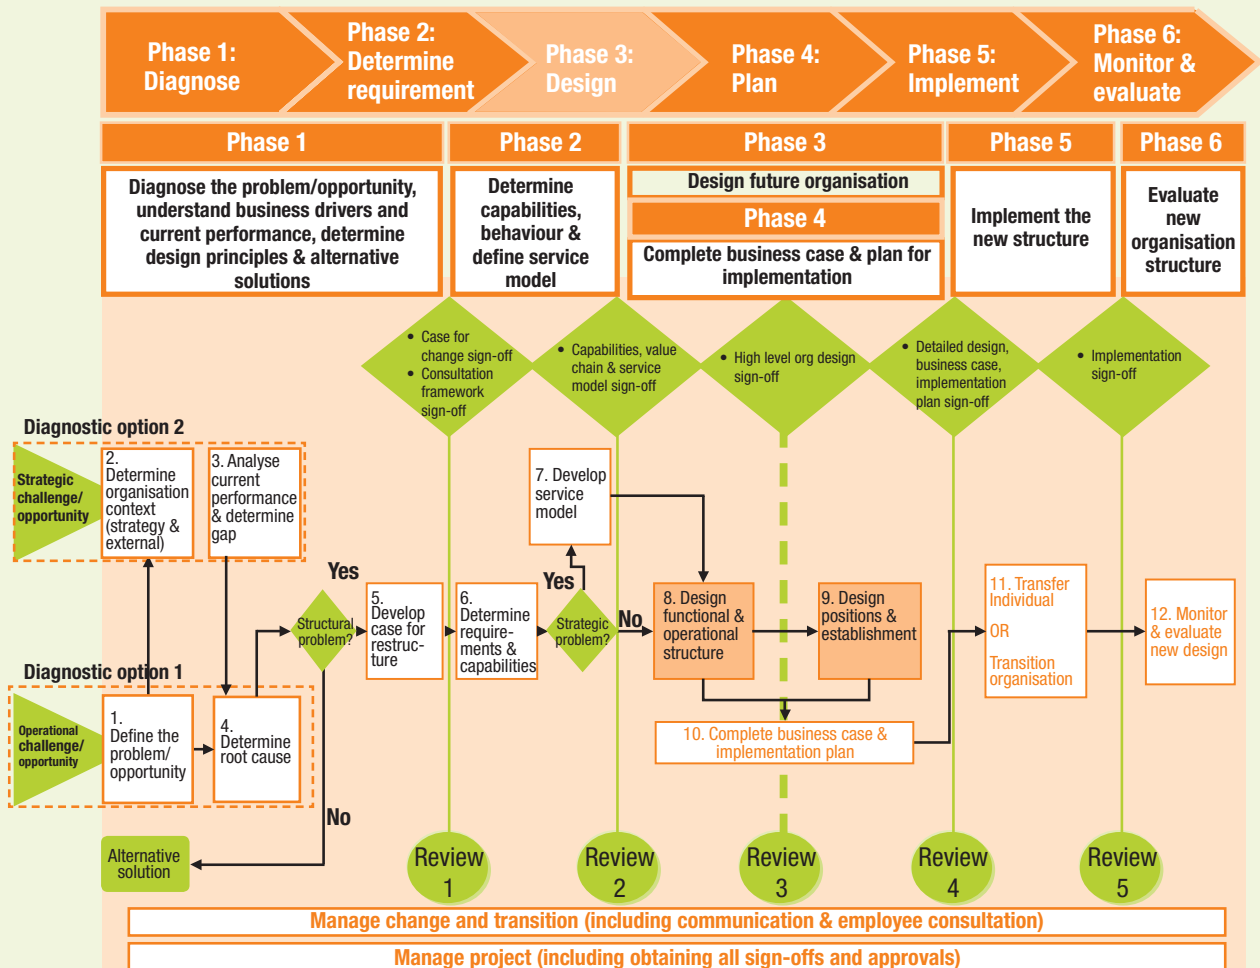 Phase 1:
Diagnose
Phase 2:
Determine
requirement
Phase 3:
Design
Phase 4:
Plan
Phase 5:
Implement
Phase 6:
Monitor &
evaluate
Phase 1
Phase 2
Phase 3
Phase 5
Phase 6
Diagnose the problem/opportunity,
understand business drivers and
current performance, determine
design principles & alternative
solutions
Determine
capabilities,
behaviour &
define service
model
Design future organisation
Phase 4
Complete business case & plan for
implementation
Implement the
new structure
Evaluate
new
organisation
structure
• Case for
change sign-off
• Consultation
framework
sign-off
• Capabilities, value
chain & service
model sign-off
• High level org design
sign-off
• Detailed design,
business case,
implementation
plan sign-off
• Implementation
sign-off
Diagnostic option 2
Strategic
challenge/
opportunity
2.
Determine
organisation
context
(strategy &
external)
3. Analyse
current
performance
& determine
gap
7. Develop
service
model
Yes
Structural
problem?
5.
Develop
case for
restruc-
ture
6.
Determine
require-
ments &
capabilities
Yes
Strategic
problem?
No
8. Design
functional &
operational
structure
9. Design
positions &
establishment
11. Transfer
Individual
OR
Transition
organisation
12. Monitor
& evaluate
new design
Diagnostic option 1
Operational
challenge/
opportunity
1.
Define the
problem/
opportunity
4.
Determine
root cause
10. Complete business case &
implementation plan
No
Alternative
solution
Review
1
Review
2
Review
3
Review
4
Review
5
Manage change and transition (including communication & employee consultation)
Manage project (including obtaining all sign-offs and approvals)